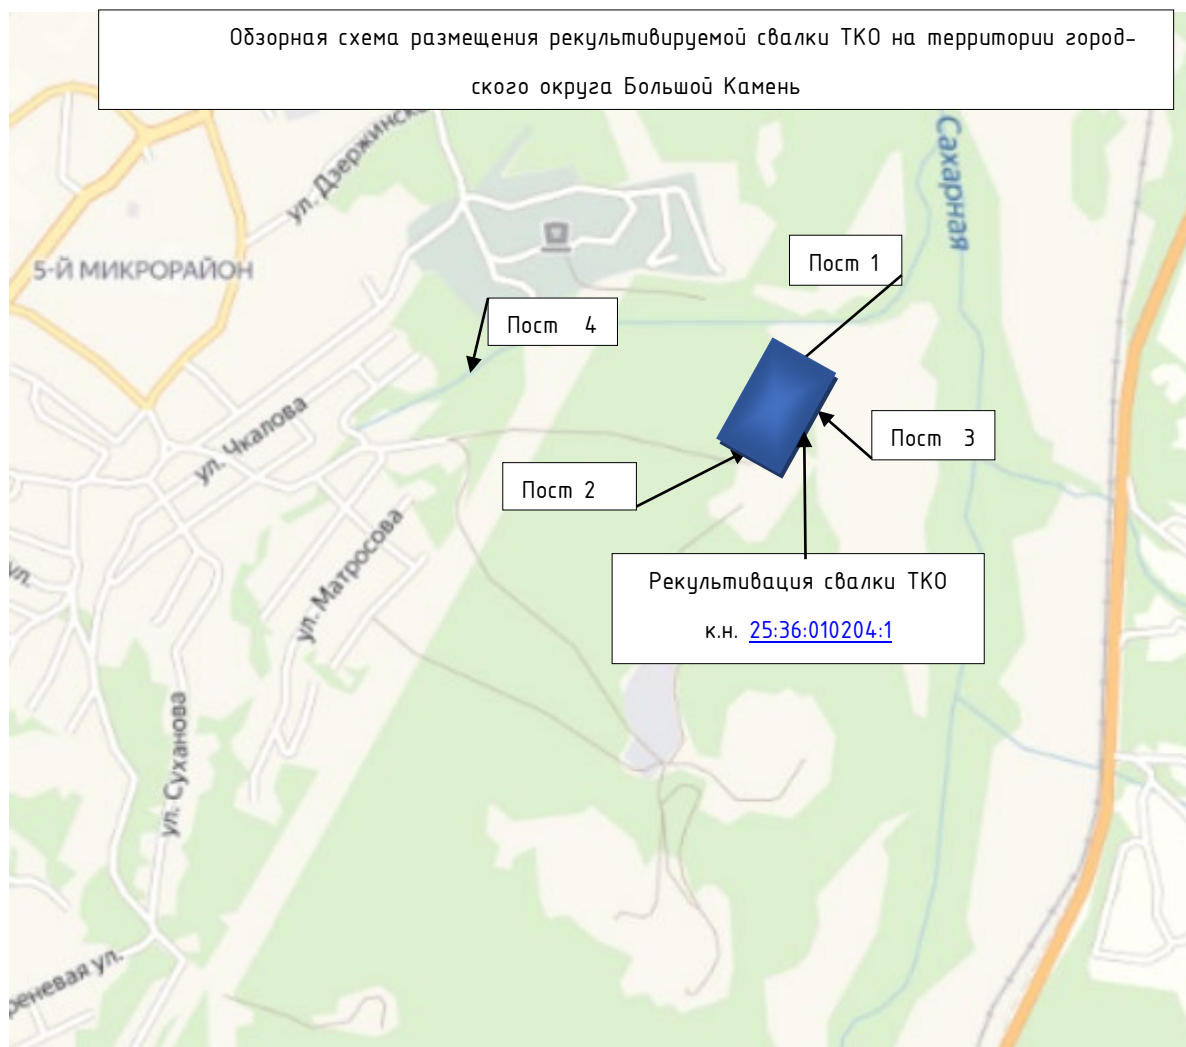 Обзорная схема размещения рекультивируемой свалки ТКО на территории город-
ского округа Большой Камень
Сахарная
5-Й МИКРОРАЙОН
Пост 1
Пост 4
ул. Чкалова
Пост 3
Пост 2
ул.
ул. Матросова
Рекультивация свалки ТКО
к.н. 25:36:010204:1
ул. Суханова
реневая ул.
ул. Дзержинско